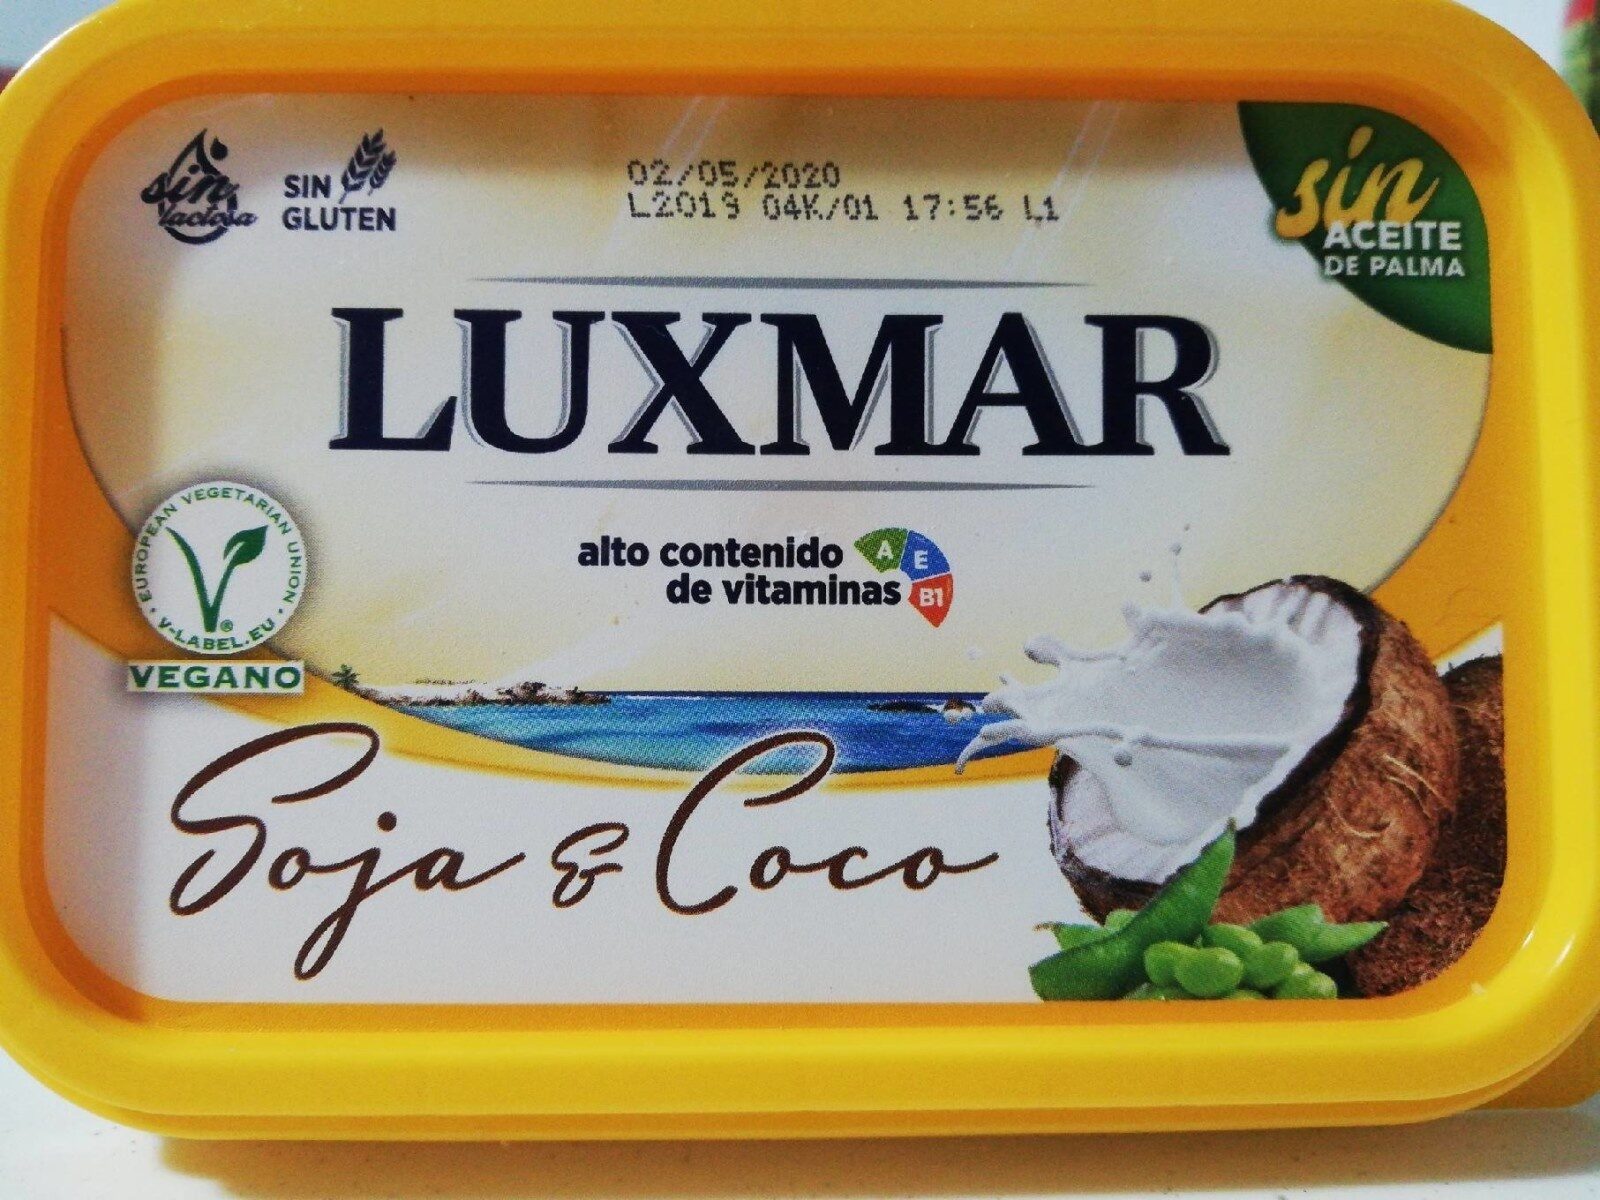 sin
lactosa
SIN
GLUTEN
02/05/2020
L2019 04K/01 17:56 L1
sin
ACEITE
DE PALMA
LUXMAR
alto contenido
de vitaminas
A E
B1
EUROPEAN VEGETARIAN UNION
V-LABEL.EU
®
VEGANO
Soja & Coco